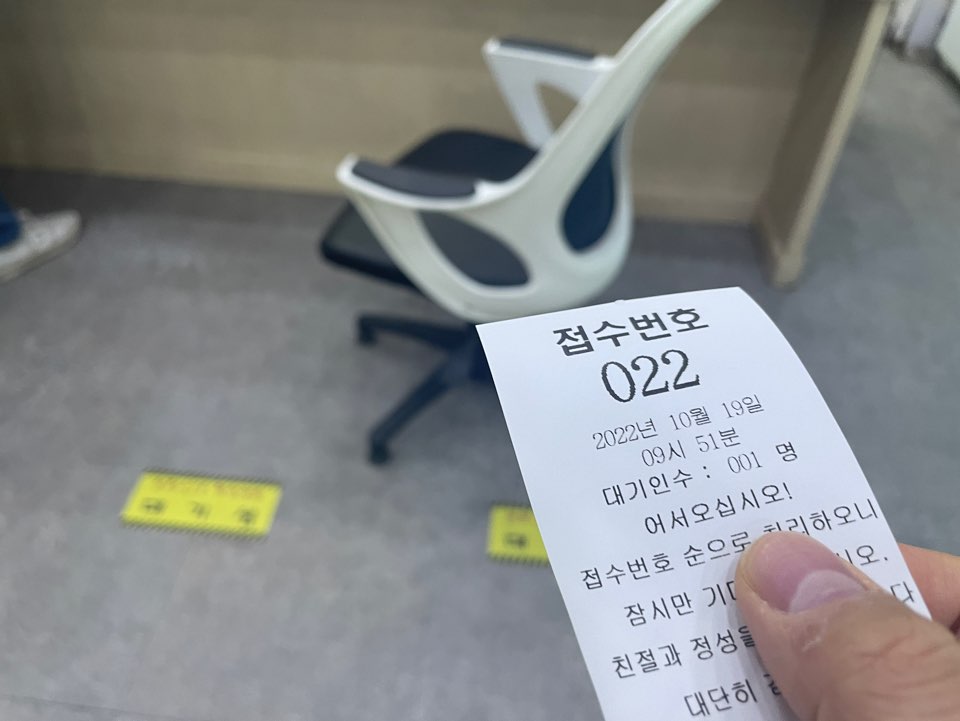 접수번호
022
2022년 10월 19일
09시 51분
대기인수 : 001 명
어서오십시오!
접수번호 순으로 처리하오니
잠시만 오.
친절과 정성을 다
대단히